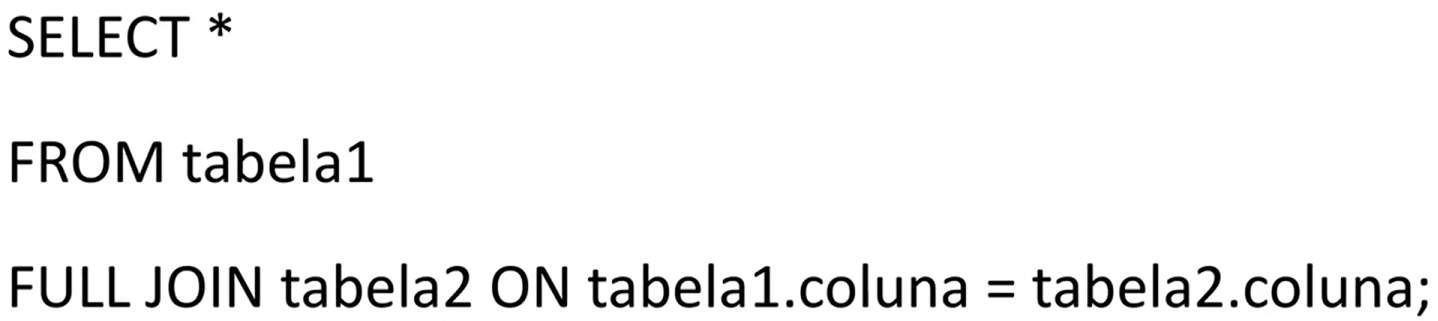 SELECT *
FROM tabela1
FULL JOIN tabela2 ON tabela1.coluna = tabela2.coluna;